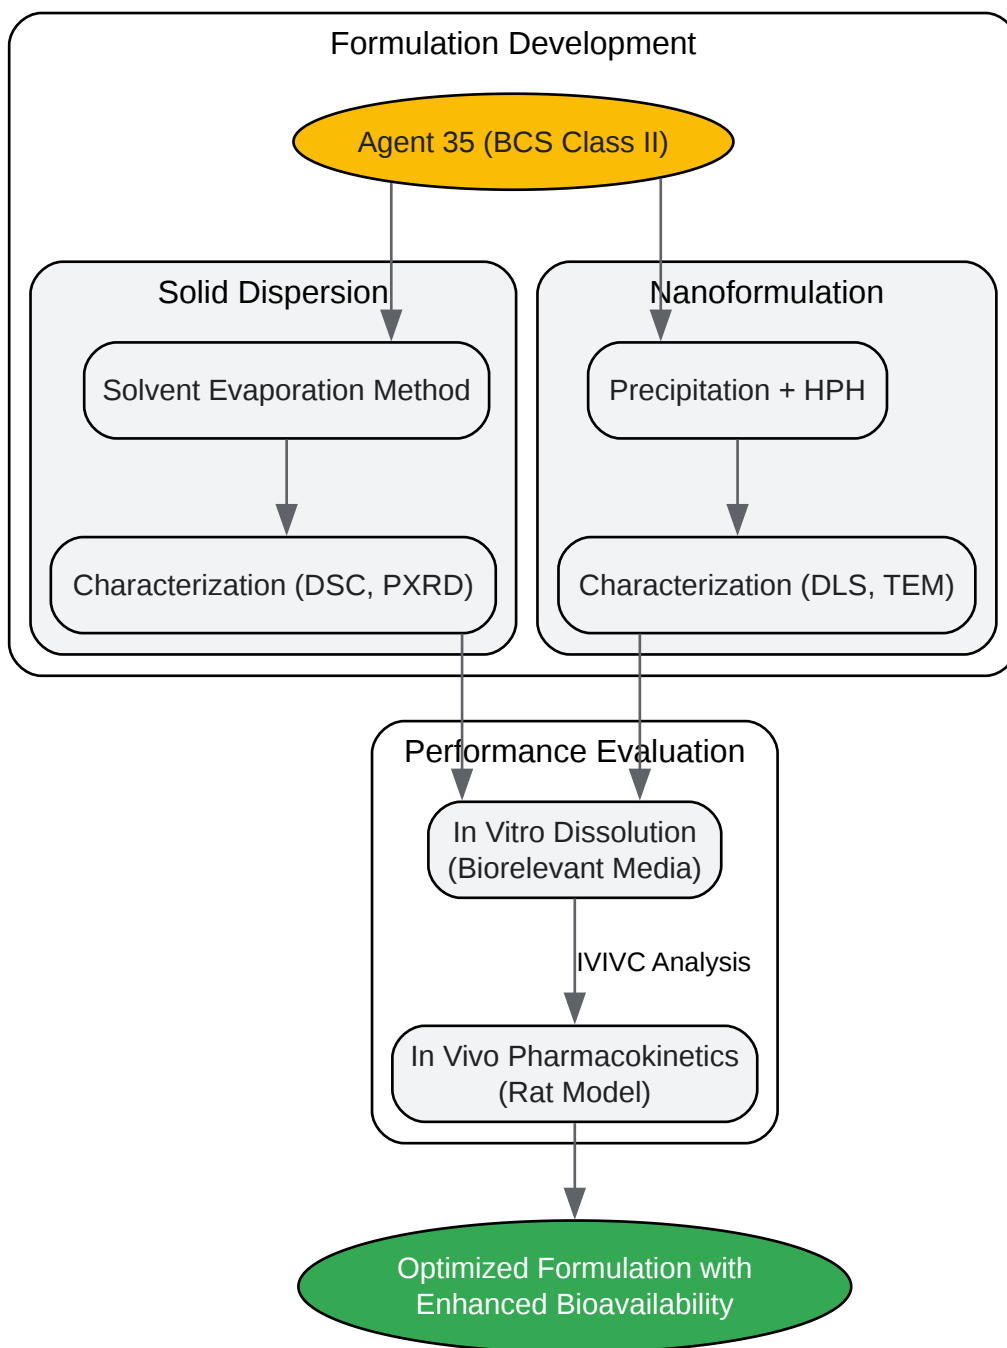 Formulation Development
Agent 35 (BCS Class II)
Solid Dispersion
Nanoformulation
Solvent Evaporation Method
Precipitation + HPH
Characterization (DSC, PXRD)
Characterization (DLS, TEM)
Performance Evaluation
In Vitro Dissolution
(Biorelevant Media)
IVIVC Analysis
In Vivo Pharmacokinetics
(Rat Model)
Optimized Formulation with
Enhanced Bioavailability